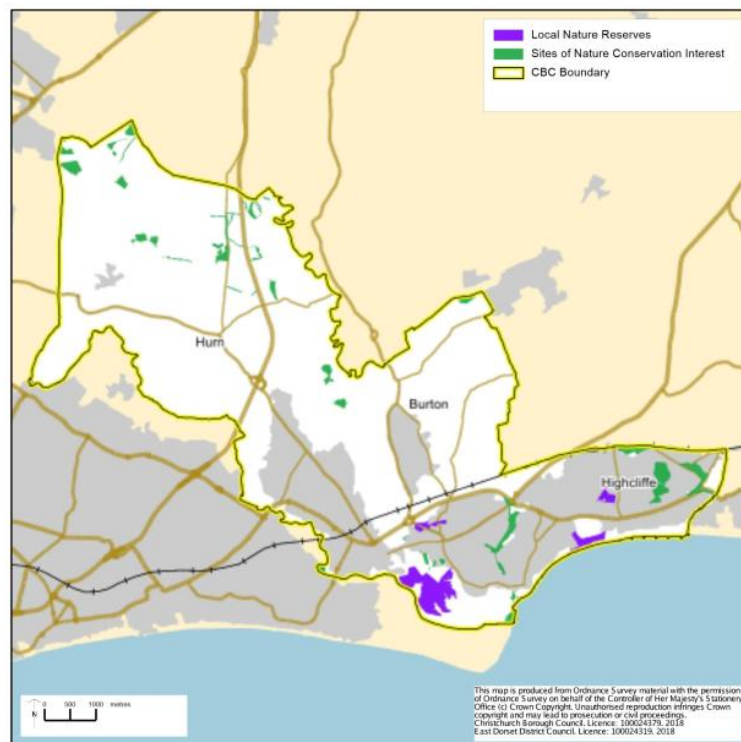 Local Nature Reserves
Sites of Nature Conservation Interest
CBC Boundary
Hurn
Burton
Highcliffe
0 500 1000 metres
N
This map is produced from Ordnance Survey material with the permission
of Ordnance Survey on behalf of the Controller of Her Majesty's Stationery
Office (c) Crown Copyright. Unauthorised reproduction infringes Crown
copyright and may lead to prosecution or civil proceedings.
Christchurch Borough Council. Licence: 100024379, 2018
East Dorset District Council. Licence: 100024319, 2018